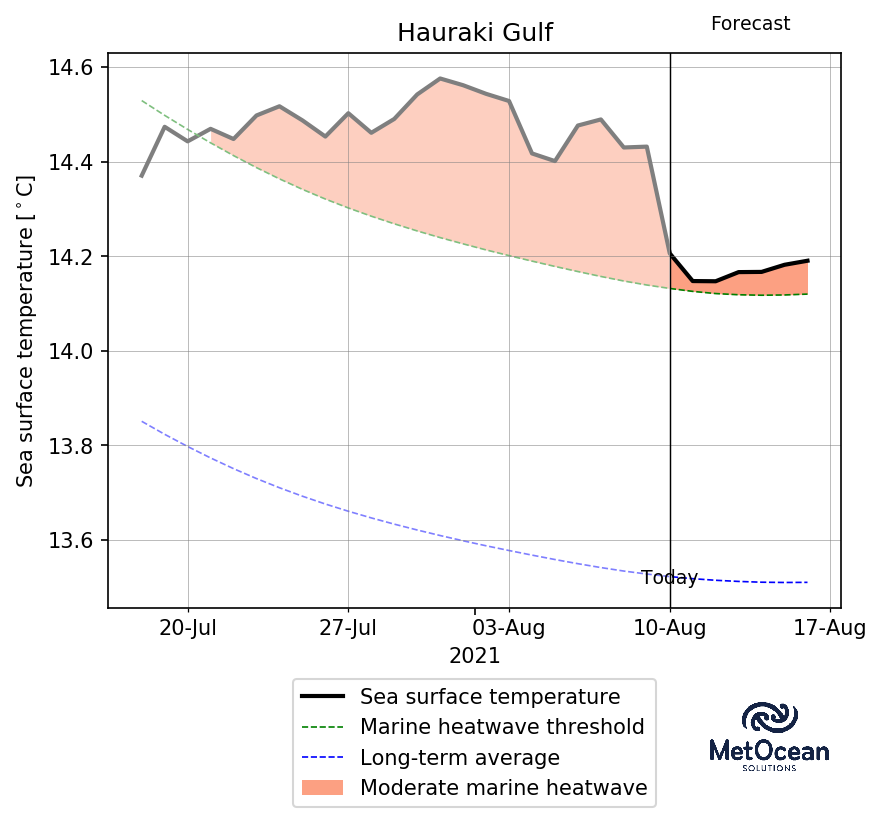 Forecast
Hauraki Gulf
Sea surface temperature [°C]
14.6
14.4
14.2
14.0
13.8
13.6
Today
20-Jul 27-Jul 03-Aug 10-Aug 17-Aug
2021
Sea surface temperature
Marine heatwave threshold
Long-term average
Moderate marine heatwave
MetOcean
SOLUTIONS